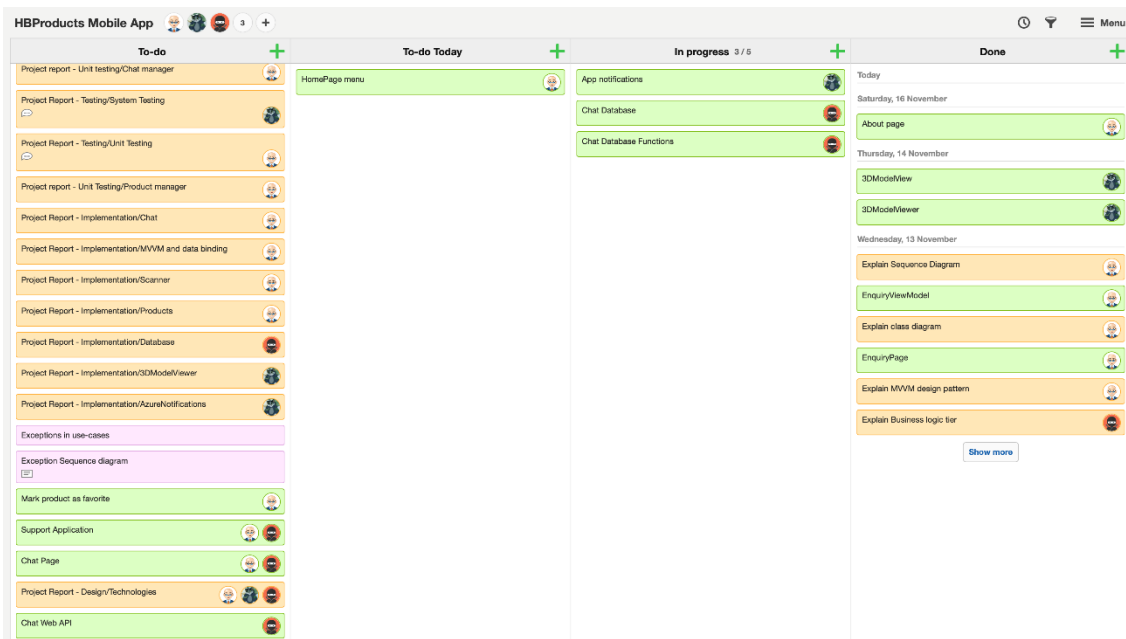 HBProducts Mobile App 3 +
Menu
To-do
Project report - Unit testing/Chat manager
Project Report - Testing/System Testing
Project Report - Testing/Unit Testing
Project report - Unit Testing/Product manager
Project Report - Implementation/Chat
Project Report - Implementation/MVVM and data binding
Project Report - Implementation/Scanner
Project Report - Implementation/Products
Project Report - Implementation/Database
Project Report - Implementation/3DModelViewer
Project Report - Implementation/AzureNotifications
Exceptions in use-cases
Exception Sequence diagram
Mark product as favorite
Support Application
Chat Page
Project Report - Design/Technologies
Chat Web API
To-do Today
HomePage menu
In progress 3 / 5
App notifications
Chat Database
Chat Database Functions
Done
Today
Saturday, 16 November
About page
Thursday, 14 November
3DModelView
3DModelViewer
Wednesday, 13 November
Explain Sequence Diagram
EnquiryViewModel
Explain class diagram
EnquiryPage
Explain MVVM design pattern
Explain Business logic tier
Show more